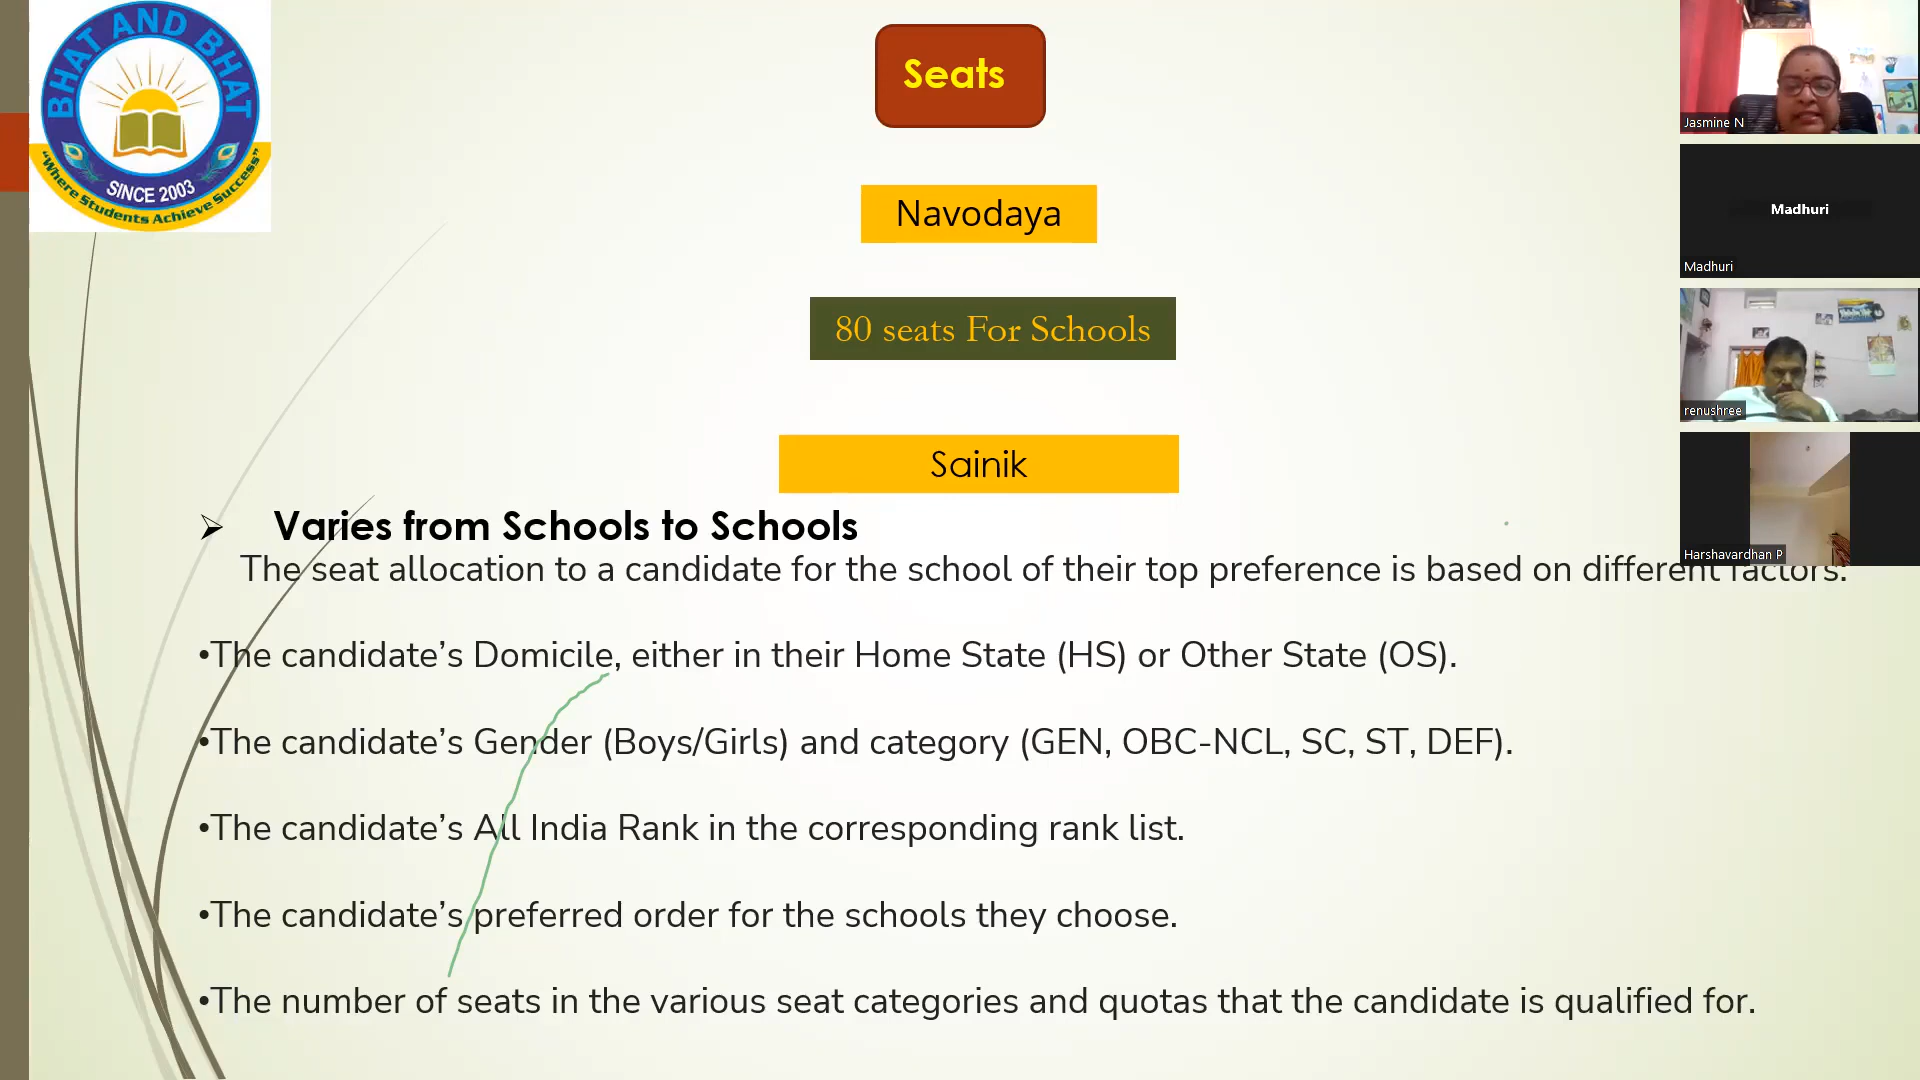 BHAT AND BHAT
SINCE 2003
"Where Students Achieve Success"
Seats
Navodaya
80 seats For Schools
Sainik
➢ Varies from Schools to Schools
The seat allocation to a candidate for the school of their top preference is based on different factors.
•The candidate’s Domicile, either in their Home State (HS) or Other State (OS).
•The candidate’s Gender (Boys/Girls) and category (GEN, OBC-NCL, SC, ST, DEF).
•The candidate’s All India Rank in the corresponding rank list.
•The candidate’s preferred order for the schools they choose.
•The number of seats in the various seat categories and quotas that the candidate is qualified for.
Jasmine N
Madhuri
Madhuri
renushree
Harshavardhan P